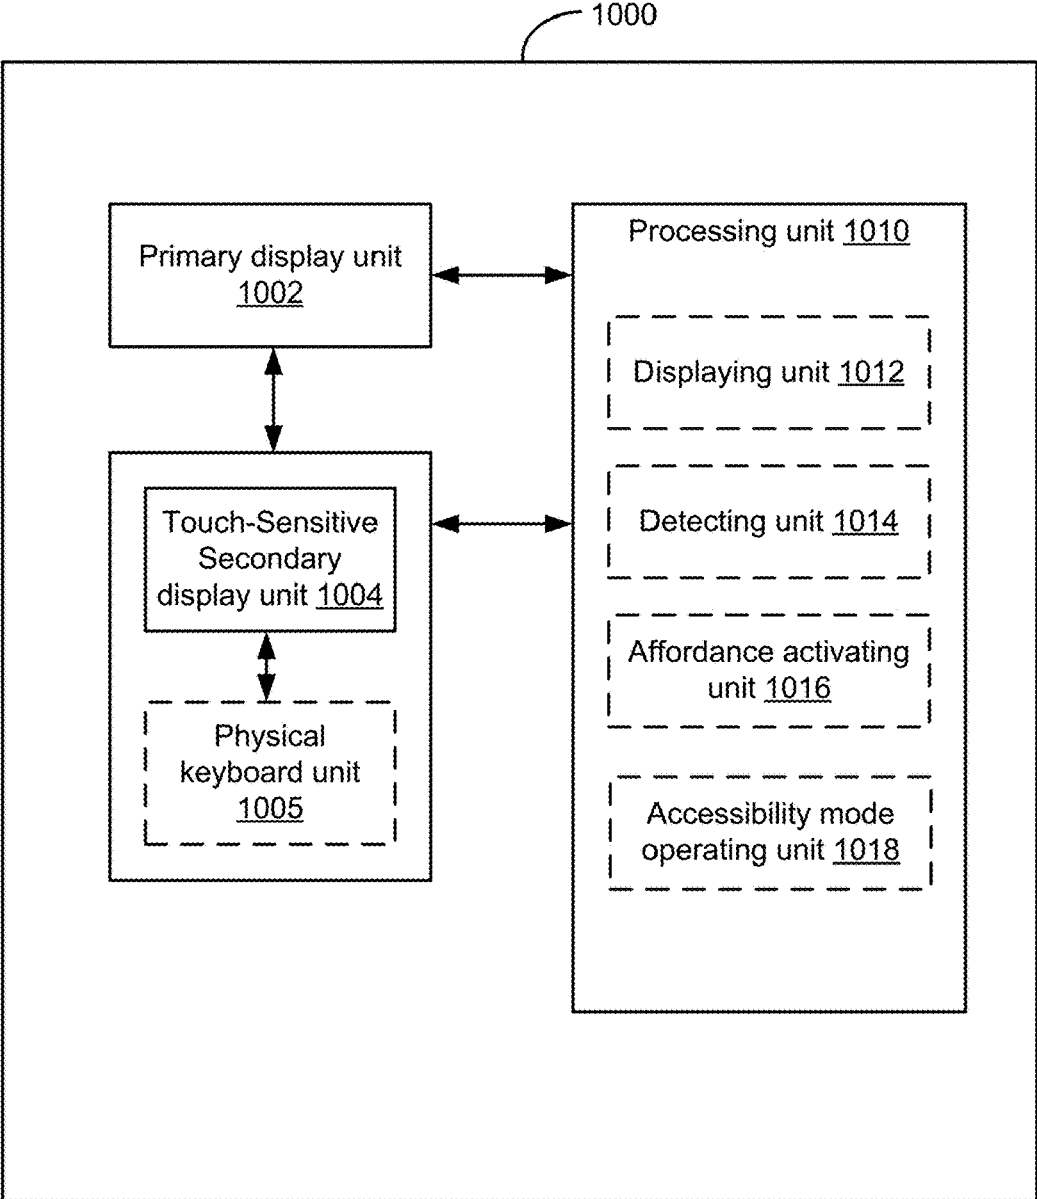 1000
Primary display unit
1002
Touch-Sensitive
Secondary
display unit 1004
Physical
keyboard unit
1005
Processing unit 1010
Displaying unit 1012
Detecting unit 1014
Affordance activating
unit 1016
Accessibility mode
operating unit 1018